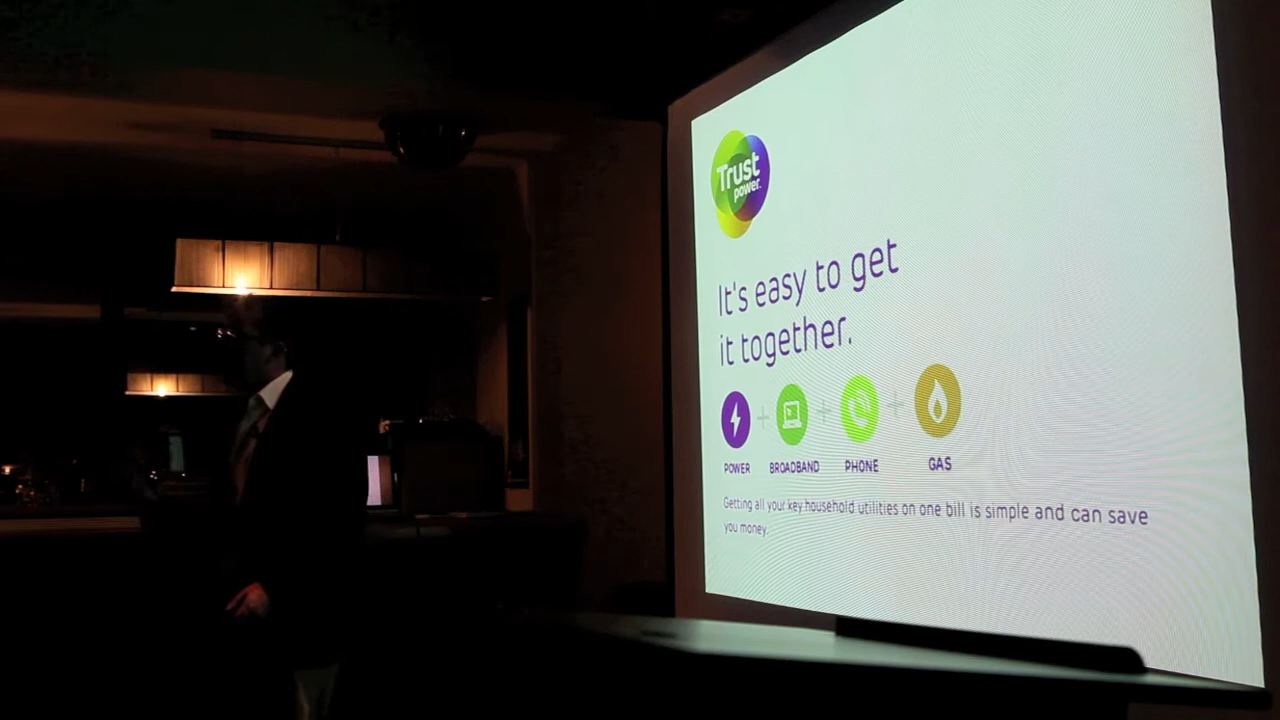 Trust
power.
It's easy to get
it together.
+ + +
POWER BROADBAND PHONE GAS
Getting all your key household utilities on one bill is simple and can save
you money.